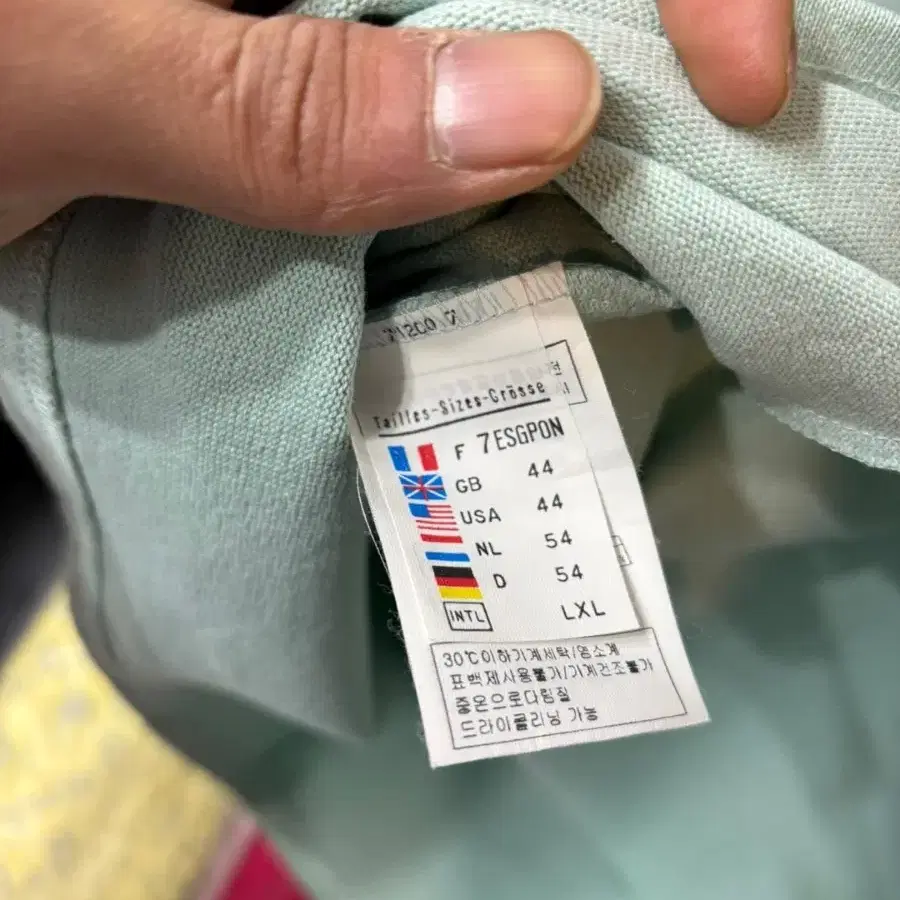 Tailles-Sizes-Grösse
F 7ESGPON
GB 44
USA 44
NL 54
D 54
INTL LXL
30℃이하기계세탁/염소계
표백제사용불가/기계건조불가
중온으로다림질
드라이클리닝 가능